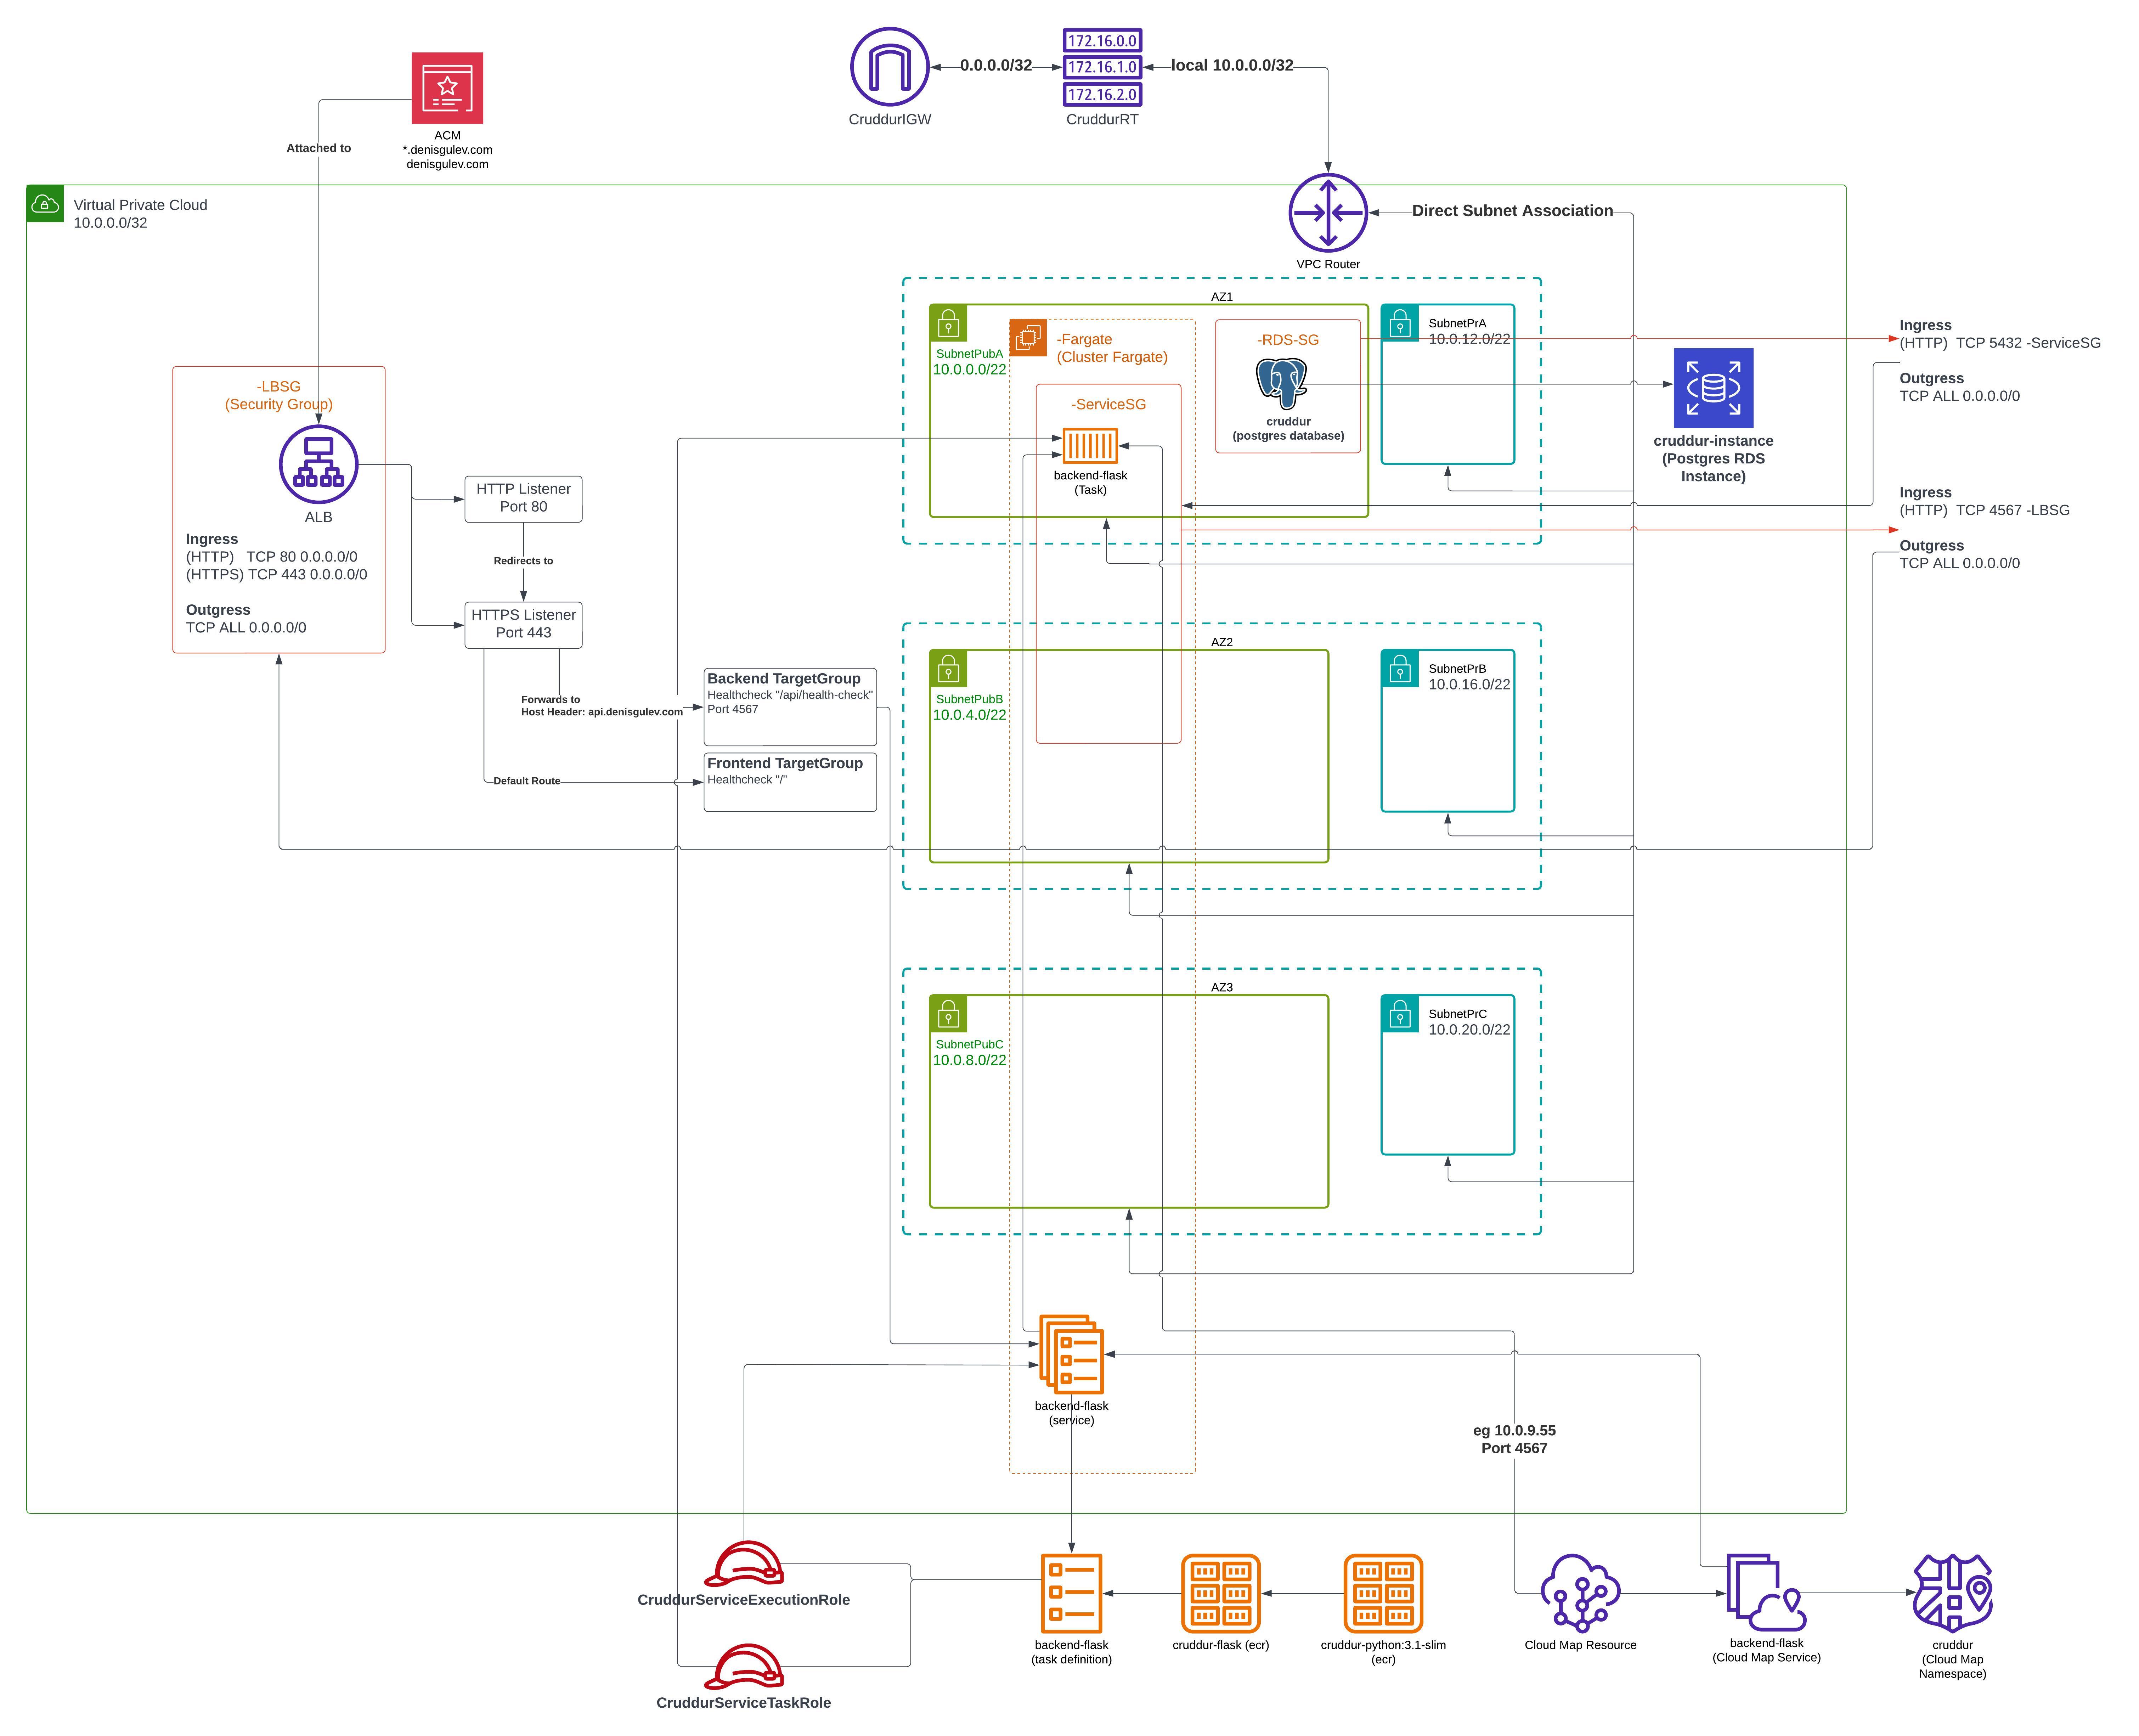 172.16.0.0
172.16.1.0
172.16.2.0
0.0.0.0/32
local 10.0.0.0/32
CruddurIGW
CruddurRT
ACM
*.denisgulev.com
denisgulev.com
Attached to
Virtual Private Cloud
10.0.0.0/32
Direct Subnet Association
VPC Router
AZ1
SubnetPubA
10.0.0.0/22
-Fargate
(Cluster Fargate)
-ServiceSG
backend-flask
(Task)
-RDS-SG
cruddur
(postgres database)
SubnetPrA
10.0.12.0/22
Ingress
(HTTP)  TCP 5432 -ServiceSG
Outgress
TCP ALL 0.0.0.0/0
cruddur-instance
(Postgres RDS
Instance)
Ingress
(HTTP)  TCP 4567 -LBSG
Outgress
TCP ALL 0.0.0.0/0
-LBSG
(Security Group)
ALB
Ingress
(HTTP)   TCP 80 0.0.0.0/0
(HTTPS) TCP 443 0.0.0.0/0
Outgress
TCP ALL 0.0.0.0/0
HTTP Listener
Port 80
Redirects to
HTTPS Listener
Port 443
Forwards to
Host Header: api.denisgulev.com
Default Route
Backend TargetGroup
Healthcheck "/api/health-check"
Port 4567
Frontend TargetGroup
Healthcheck "/"
AZ2
SubnetPubB
10.0.4.0/22
SubnetPrB
10.0.16.0/22
AZ3
SubnetPubC
10.0.8.0/22
SubnetPrC
10.0.20.0/22
backend-flask
(service)
eg 10.0.9.55
Port 4567
CruddurServiceExecutionRole
CruddurServiceTaskRole
backend-flask
(task definition)
cruddur-flask (ecr)
cruddur-python:3.1-slim
(ecr)
Cloud Map Resource
backend-flask
(Cloud Map Service)
cruddur
(Cloud Map
Namespace)